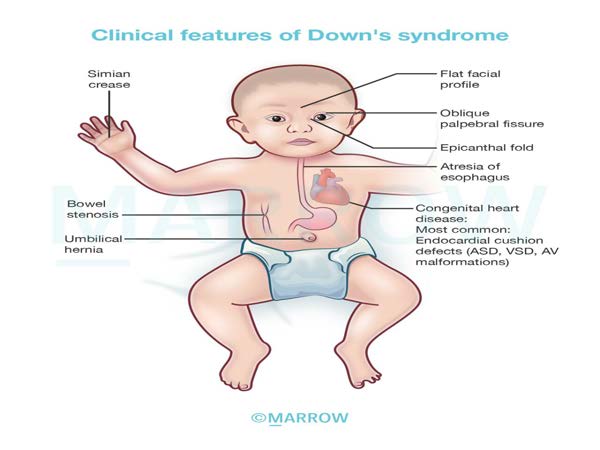 Clinical features of Down's syndrome
Simian
crease
Flat facial
profile
Oblique
palpebral fissure
Epicanthal fold
Atresia of
esophagus
Bowel
stenosis
Umbilical
hernia
Congenital heart
disease:
Most common:
Endocardial cushion
defects (ASD, VSD, AV
malformations)
MARROW
©MARROW